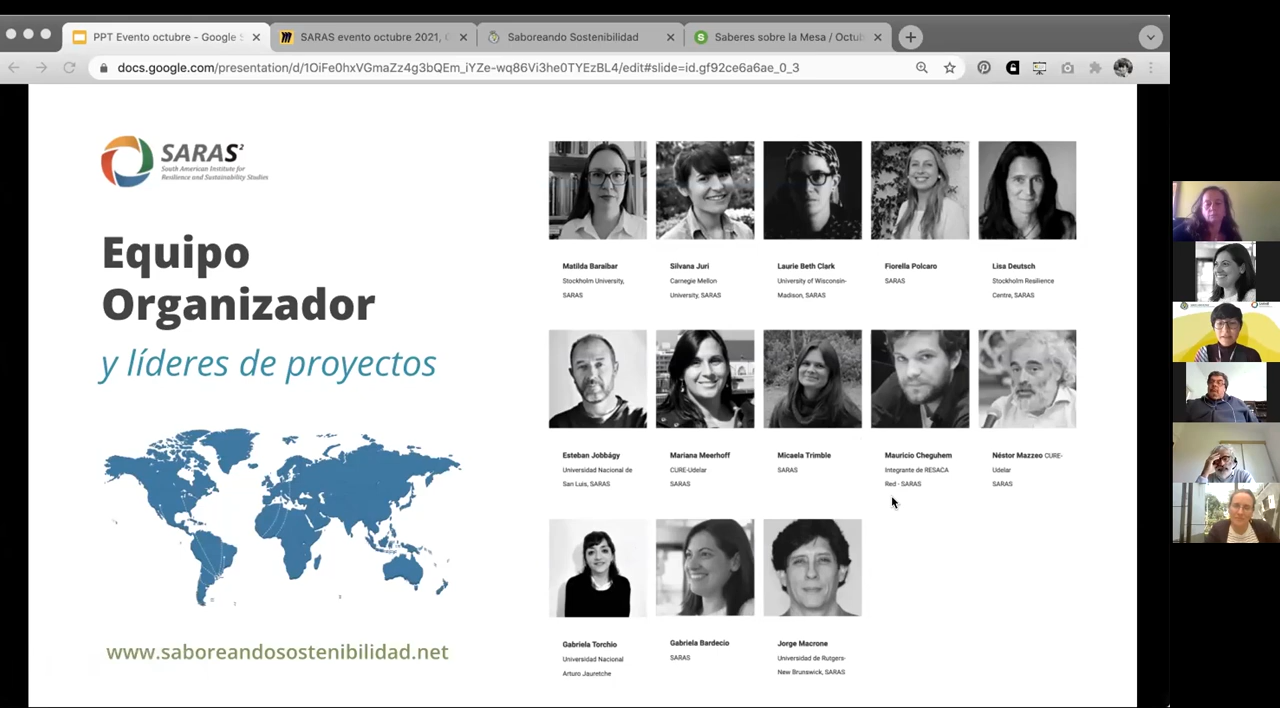 PPT Evento octubre - Google S
SARAS evento octubre 2021,
Saboreando Sostenibilidad
Saberes sobre la Mesa / Octub
docs.google.com/presentation/d/1OiFe0hxVGmaZz4g3bQEm_iYZe-wq86Vi3he0TYEzBL4/edit#slide=id.gf92ce6a6ae_0_3
SARAS²
South American Institute for
Resilience and Sustainability Studies
Equipo
Organizador
y líderes de proyectos
www.saboreandosostenibilidad.net
Matilda Baraibar
Stockholm University,
SARAS
Silvana Juri
Carnegie Mellon
University, SARAS
Laurie Beth Clark
University of Wisconsin-
Madison, SARAS
Fiorella Polcaro
SARAS
Lisa Deutsch
Stockholm Resilience
Centre, SARAS
Esteban Jobbágy
Universidad Nacional de
San Luis, SARAS
Mariana Meerhoff
CURE-Udelar
SARAS
Micaela Trimble
SARAS
Mauricio Cheguhem
Integrante de RESACA
Red - SARAS
Néstor Mazzeo CURE-
Udelar
SARAS
Gabriela Torchio
Universidad Nacional
Arturo Jauretche
Gabriela Bardecio
SARAS
Jorge Macrone
Universidad de Rutgers-
New Brunswick, SARAS